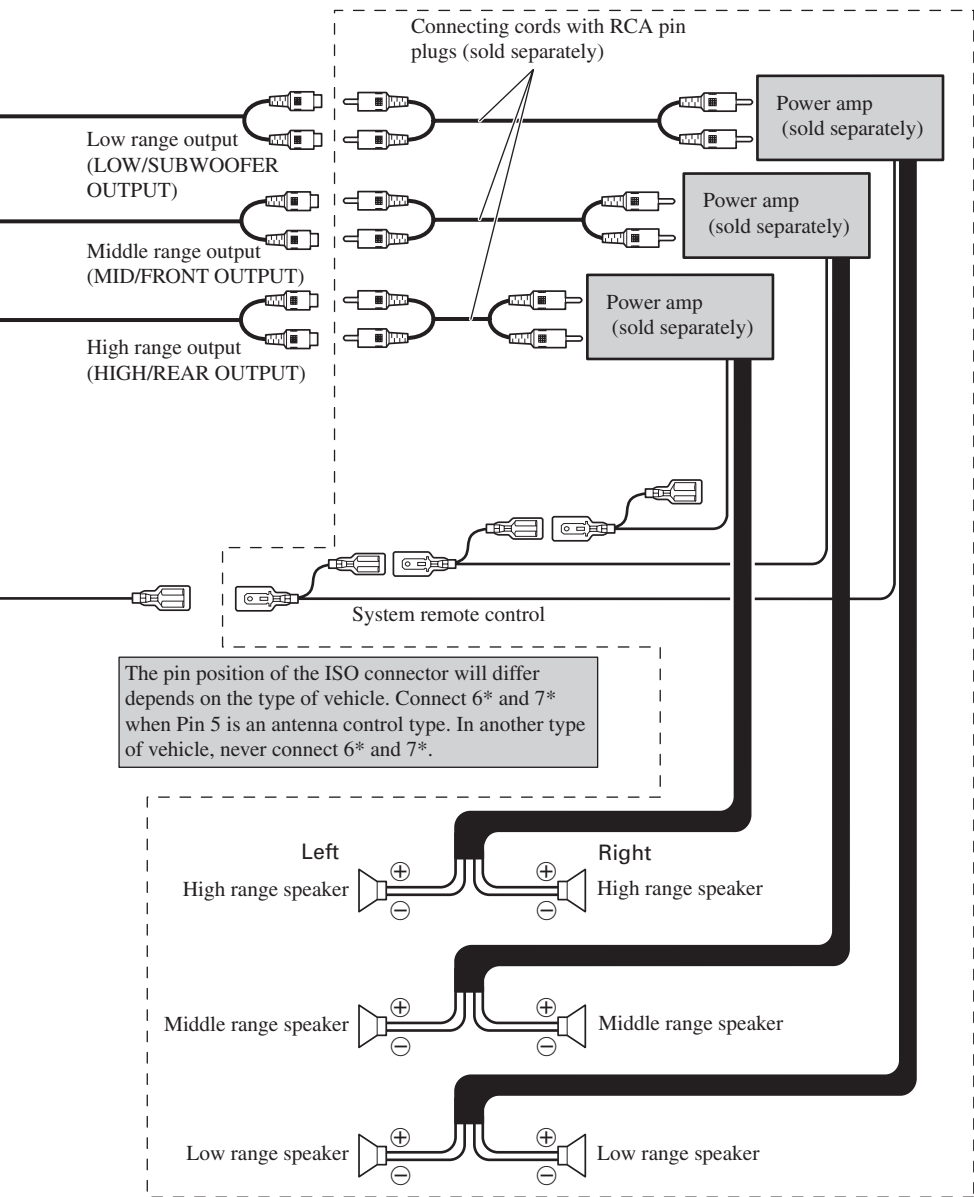 Connecting cords with RCA pin
plugs (sold separately)
Power amp
(sold separately)
Low range output
(LOW/SUBWOOFER
OUTPUT)
Power amp
(sold separately)
Middle range output
(MID/FRONT OUTPUT)
Power amp
(sold separately)
High range output
(HIGH/REAR OUTPUT)
System remote control
The pin position of the ISO connector will differ
depends on the type of vehicle. Connect 6* and 7*
when Pin 5 is an antenna control type. In another type
of vehicle, never connect 6* and 7*.
Left
Right
+
+
High range speaker
High range speaker
−
−
+
+
Middle range speaker
Middle range speaker
−
−
+
+
Low range speaker
Low range speaker
−
−